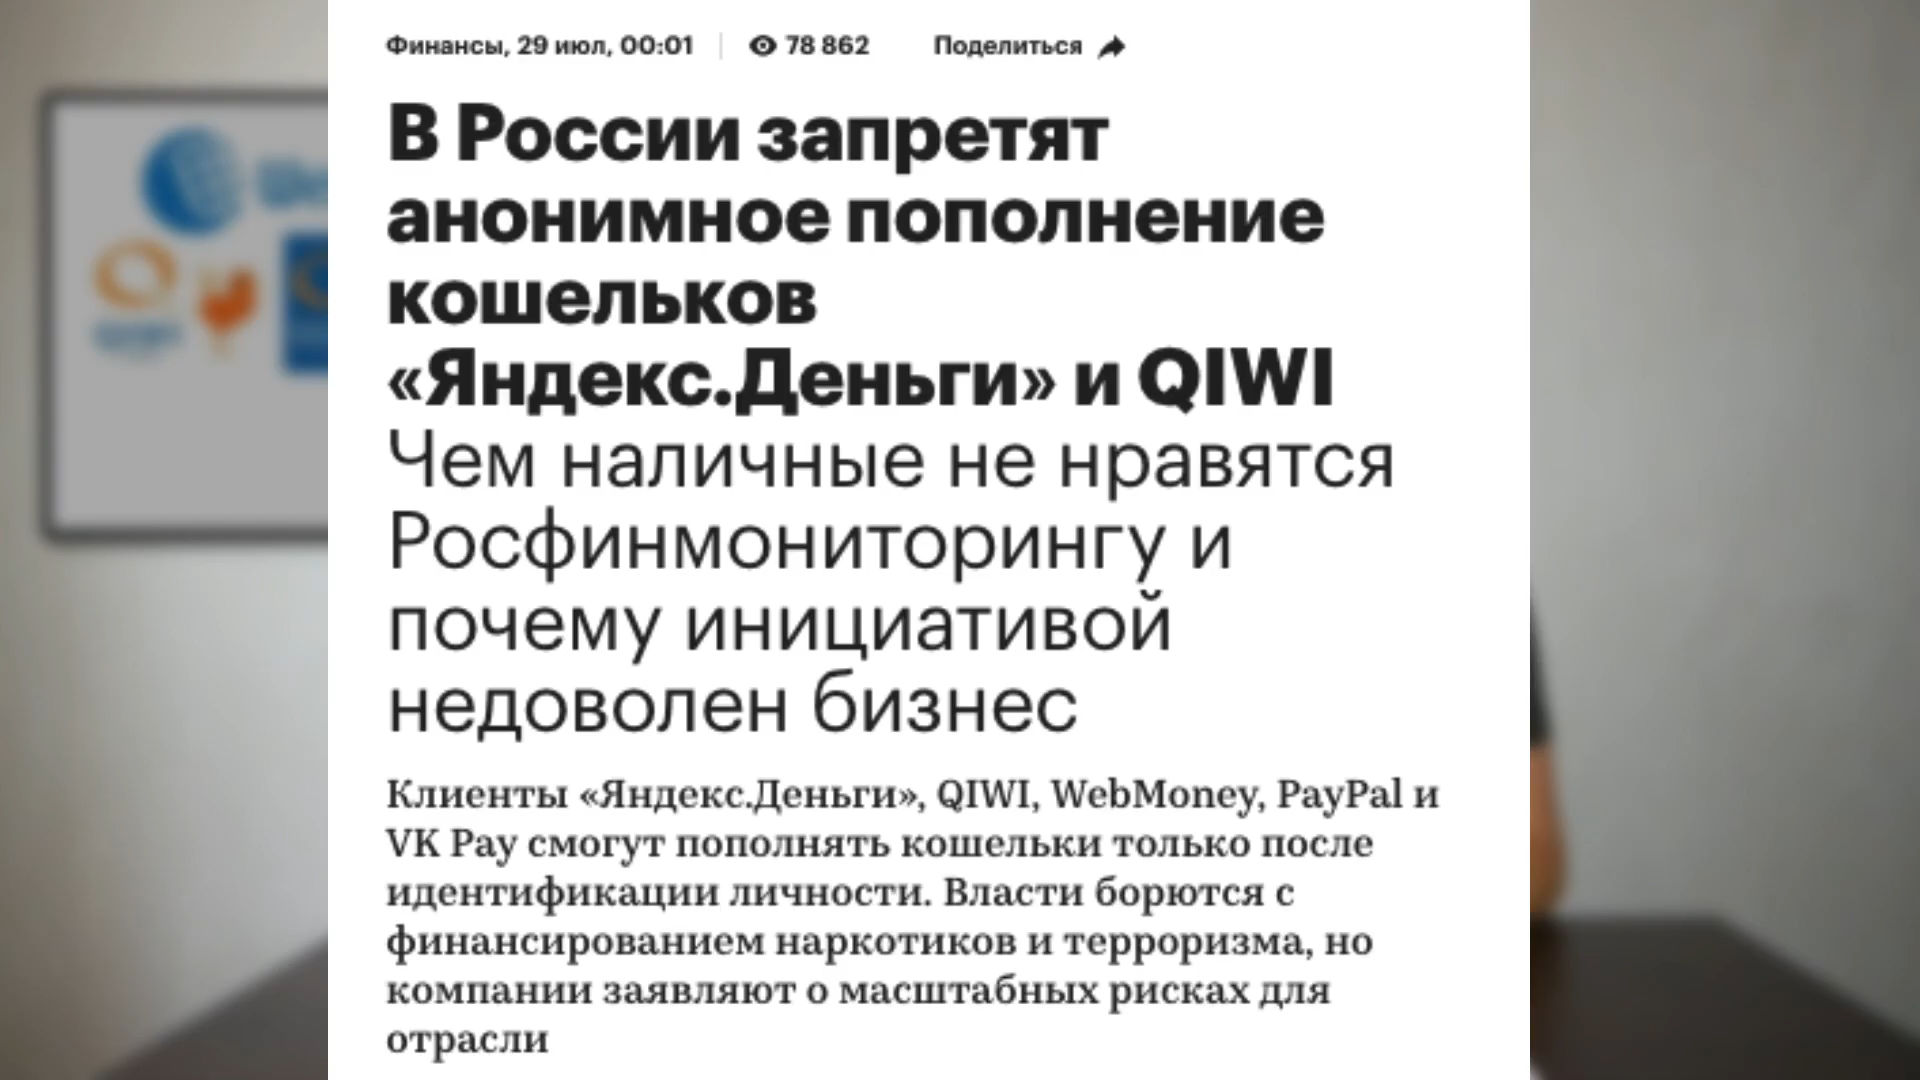 Финансы, 29 июл, 00:01 78 862 Поделиться
В России запретят
анонимное пополнение
кошельков
«Яндекс.Деньги» и QIWI
Чем наличные не нравятся
Росфинмониторингу и
почему инициативой
недоволен бизнес
Клиенты «Яндекс.Деньги», QIWI, WebMoney, PayPal и
VK Pay смогут пополнять кошельки только после
идентификации личности. Власти борются с
финансированием наркотиков и терроризма, но
компании заявляют о масштабных рисках для
отрасли